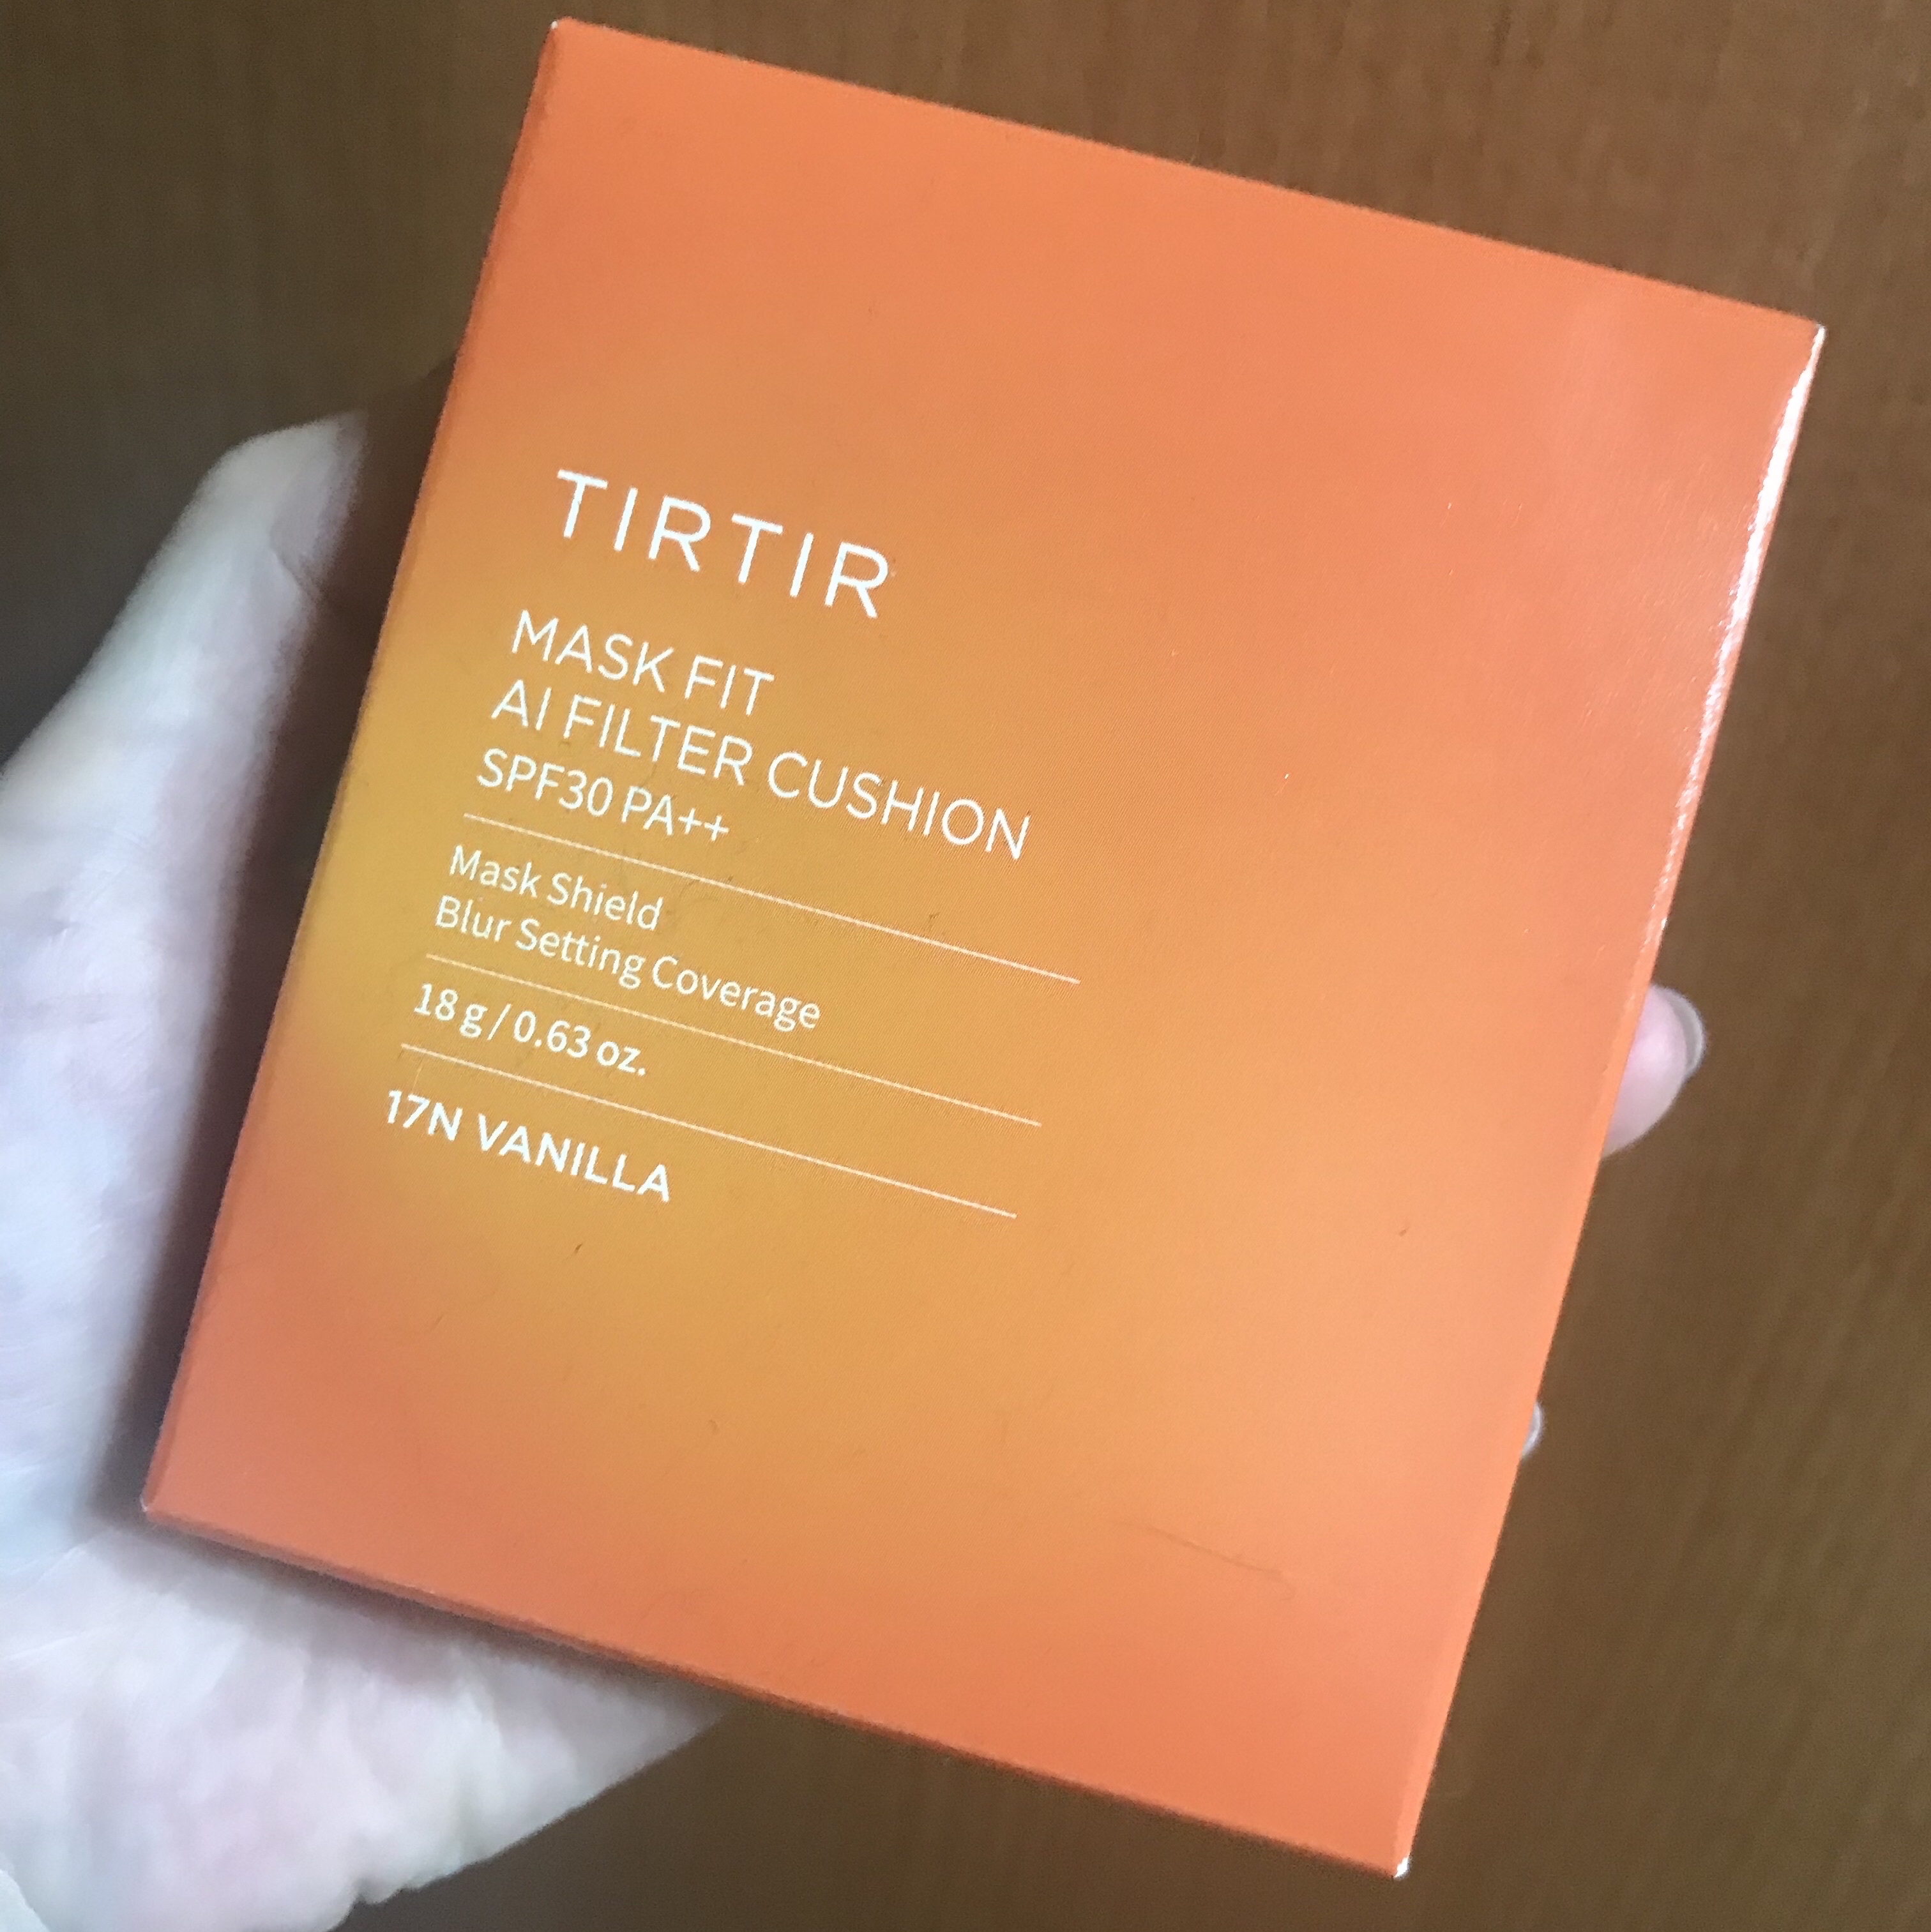 TIRTIR
MASK FIT
AI FILTER CUSHION
SPF30 PA++
Mask Shield
Blur Setting Coverage
18 g / 0.63 oz.
17N VANILLA